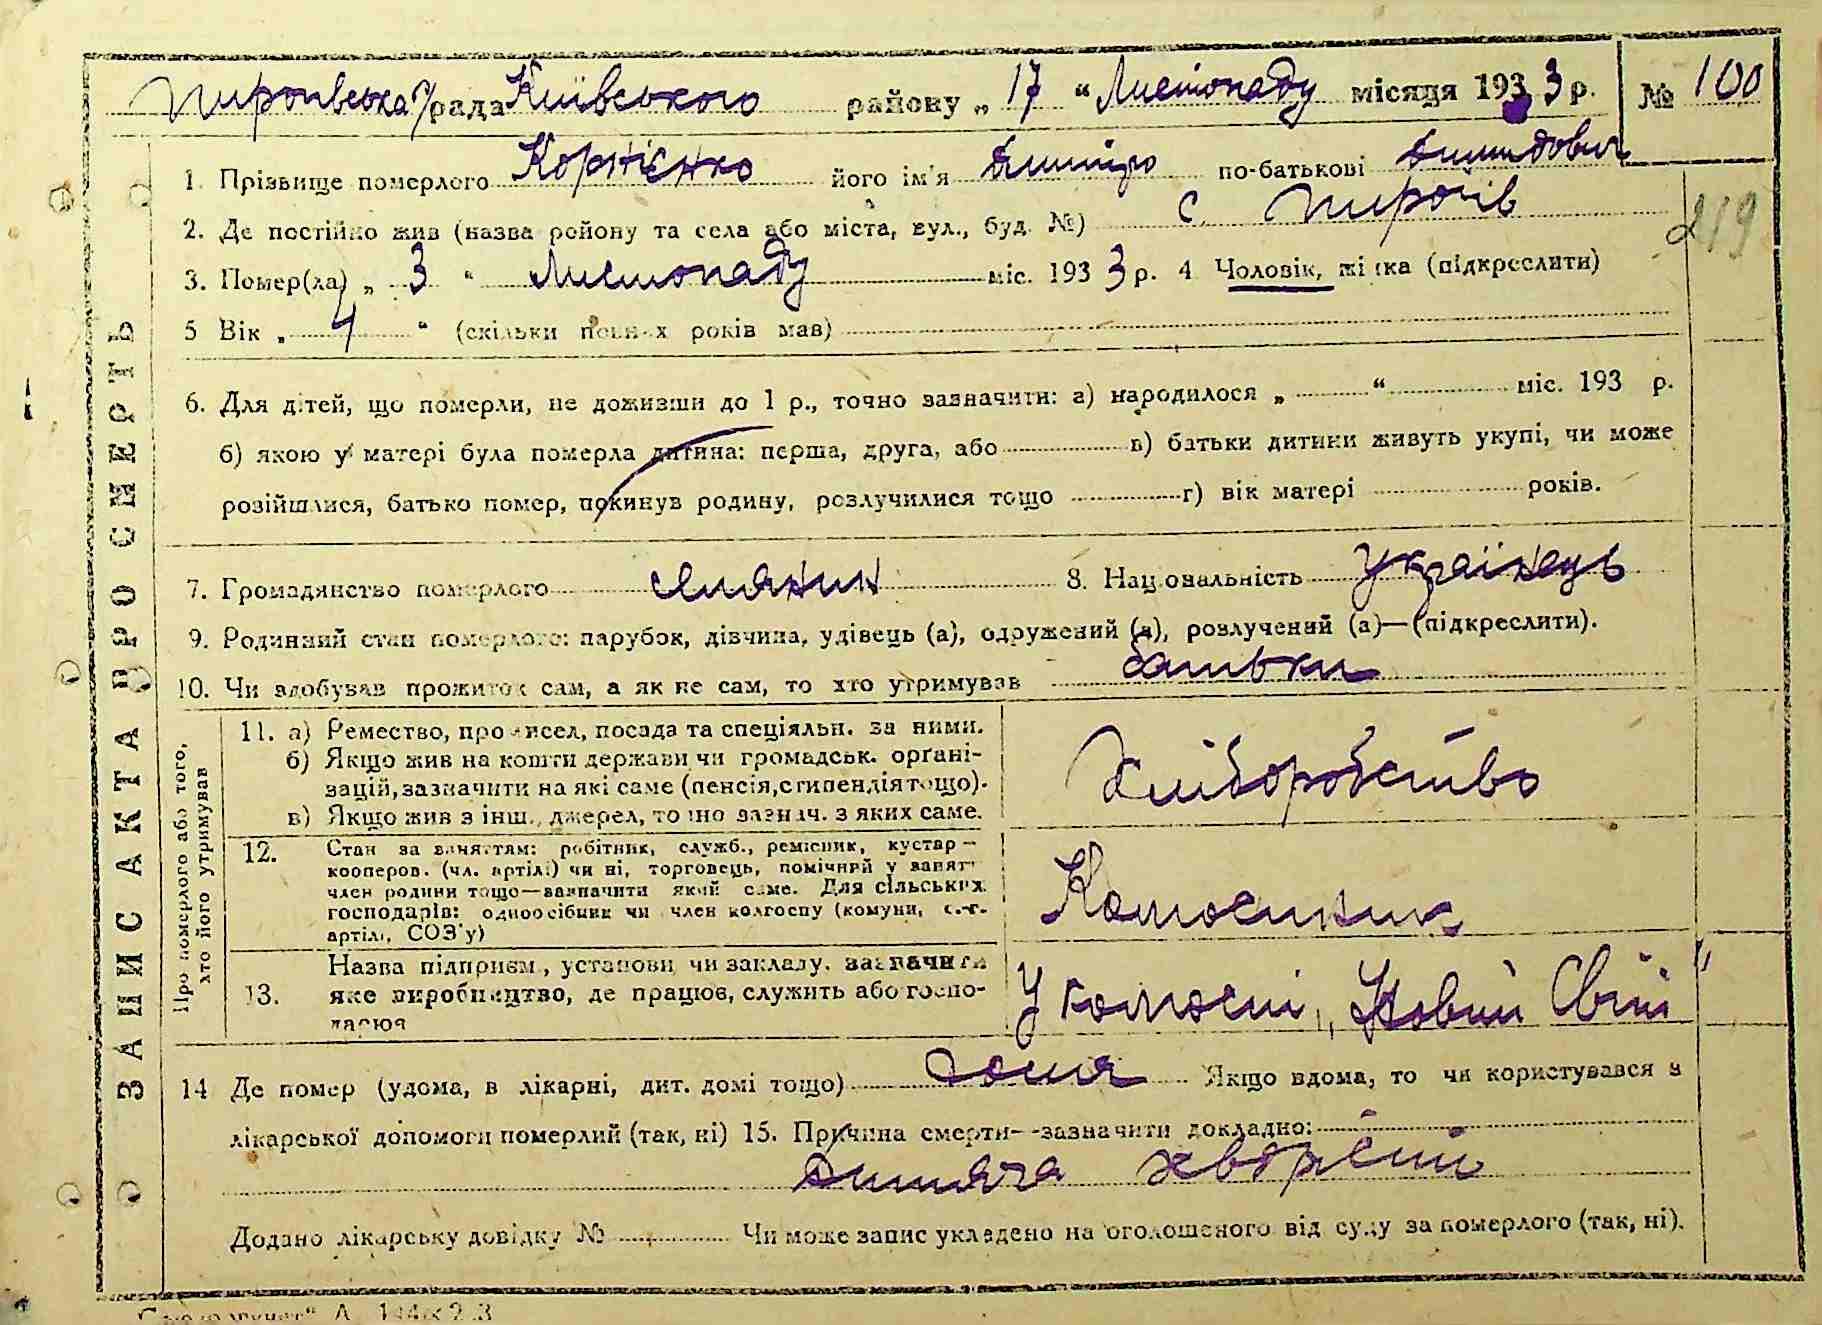 Пирогівська с/рада Київського району „ 17 “ Листопаду місяця 1933 р. № 100
1. Прізвище померлого Корнієнко його ім'я Дмитро по-батькові
2. Де постійно жив (назва району та села або міста, вул., буд. №) с. Пирогів
219
3. Помер(ла) „ 3 “ Листопаду міс. 1933 р. 4 Чоловік, жінка (підкреслити)
5 Вік „ 4 “ (скільки повних років мав)
6. Для дітей, що померли, не доживши до 1 р., точно зазначити: а) народилося „ “ міс. 193 р.
б) якою у матері була померла дитина: перша, друга, або в) батьки дитини живуть укупі, чи може
розійшлися, батько помер, покинув родину, розлучилися тощо г) вік матері років.
7. Громадянство померлого 8. Національність Українець
9. Родинний стан померлого: парубок, дівчина, удівець (а), одружений (а), розлучений (а)—(підкреслити).
10. Чи здобував прожиток сам, а як не сам, то хто утримував батьки
ЗАПИС АКТА ПРО СМЕРТЬ
Про померлого або того,
хто його утримував
11. а) Ремество, промисел, посада та спеціяльн. за ними.
б) Якщо жив на кошти держави чи громадськ. органі-
зацій, зазначити на які саме (пенсія, стипендія тощо).
в) Якщо жив з інш. джерел, точно зазнач. з яких саме.
Хліборобство
12. Стан за заняттям: робітник, служб., ремісник, кустар —
кооперов. (чл. артілі) чи ні, торговець, помічний у занят
член родини тощо—зазначити який саме. Для сільських
господарів: одноосібник чи член колгоспу (комуни, с.-г.
артілі, СОЗ'у)
Колгоспник
13. Назва підприєм., установи чи закладу, зазначити
яке виробництво, де працює, служить або госпо-
дарює
У колгоспі „Новий Світ“
14 Де помер (удома, в лікарні, дит. домі тощо) дома Якщо вдома, то чи користувався з
лікарської допомоги померлий (так, ні) 15. Причина смерти—зазначити докладно:
Дитяча хворість
Додано лікарську довідку № Чи може запис укладено на оголошеного від суду за померлого (так, ні).